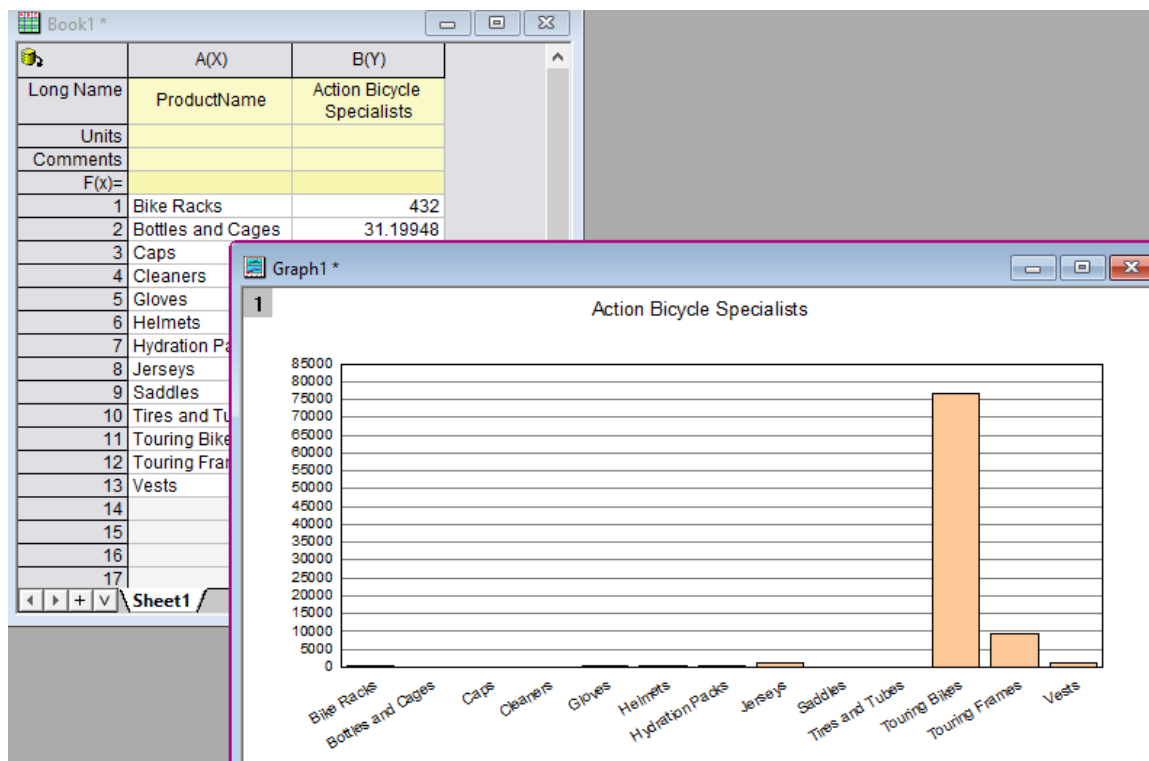 Book1 *
A(X) B(Y)
Long Name ProductName Action Bicycle Specialists
Units
Comments
F(x)=
1 Bike Racks 432
2 Bottles and Cages 31.19948
3 Caps
4 Cleaners
5 Gloves
6 Helmets
7 Hydration Pa
8 Jerseys
9 Saddles
10 Tires and Tu
11 Touring Bike
12 Touring Fran
13 Vests
14
15
16
17
Sheet1
Graph1 *
1
Action Bicycle Specialists
85000
80000
75000
70000
65000
60000
55000
50000
45000
40000
35000
30000
25000
20000
15000
10000
5000
0
Bike Racks
Bottles and Cages
Caps
Cleaners
Gloves
Helmets
Hydration Packs
Jerseys
Saddles
Tires and Tubes
Touring Bikes
Touring Frames
Vests